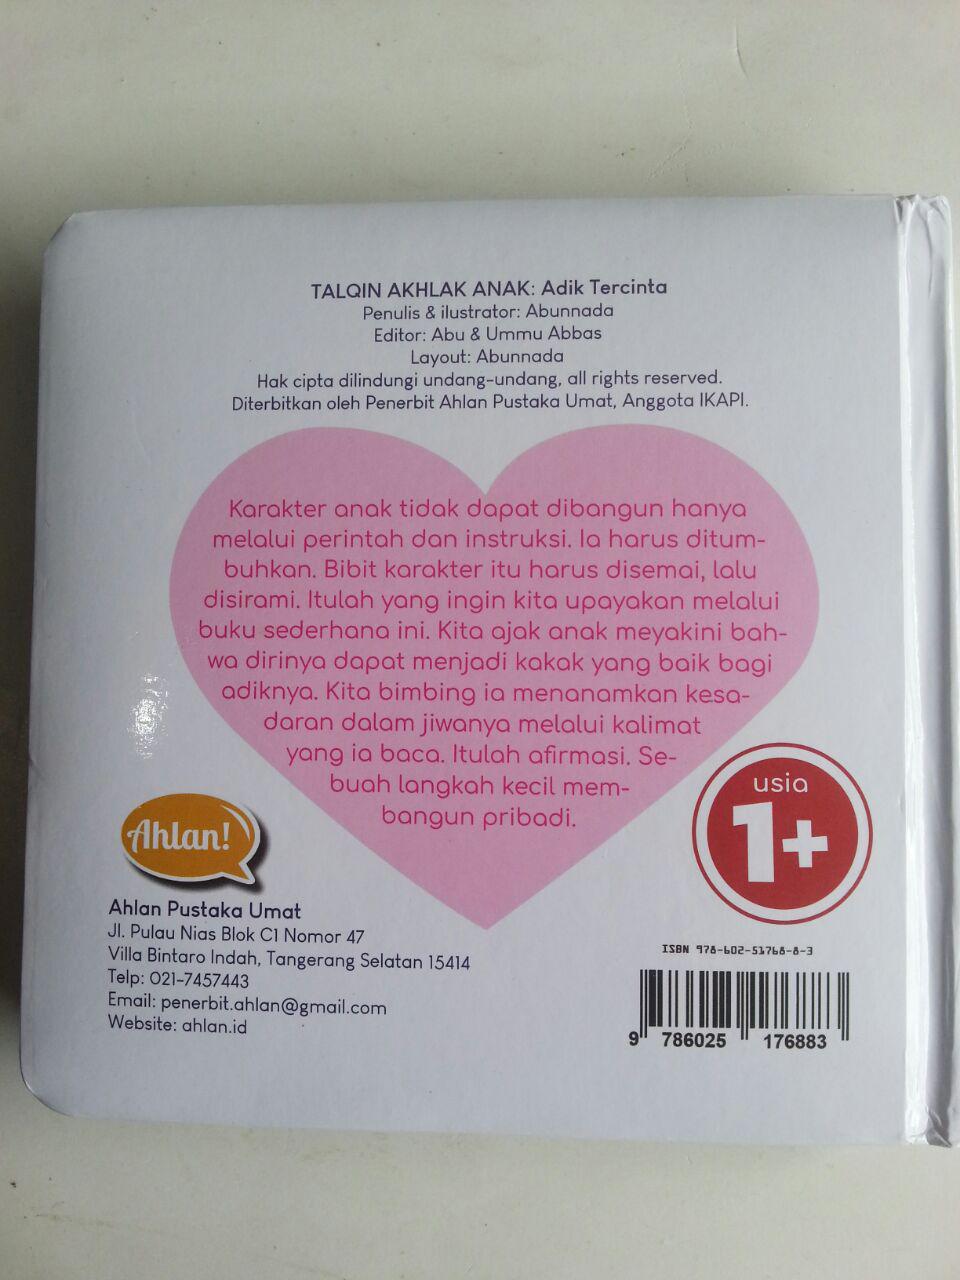 TALQIN AKHLAK ANAK: Adik Tercinta
Penulis & ilustrator: Abunnada
Editor: Abu & Ummu Abbas
Layout: Abunnada
Hak cipta dilindungi undang-undang, all rights reserved.
Diterbitkan oleh Penerbit Ahlan Pustaka Umat, Anggota IKAPI.
Karakter anak tidak dapat dibangun hanya
melalui perintah dan instruksi. Ia harus ditum-
buhkan. Bibit karakter itu harus disemai, lalu
disirami. Itulah yang ingin kita upayakan melalui
buku sederhana ini. Kita ajak anak meyakini bah-
wa dirinya dapat menjadi kakak yang baik bagi
adiknya. Kita bimbing ia menanamkan kesa-
daran dalam jiwanya melalui kalimat
yang ia baca. Itulah afirmasi. Se-
buah langkah kecil mem-
bangun pribadi.
usia
1+
Ahlan!
Ahlan Pustaka Umat
Jl. Pulau Nias Blok C1 Nomor 47
Villa Bintaro Indah, Tangerang Selatan 15414
Telp: 021-7457443
Email: penerbit.ahlan@gmail.com
Website: ahlan.id
ISBN 978-602-51768-8-3
9 786025 176883